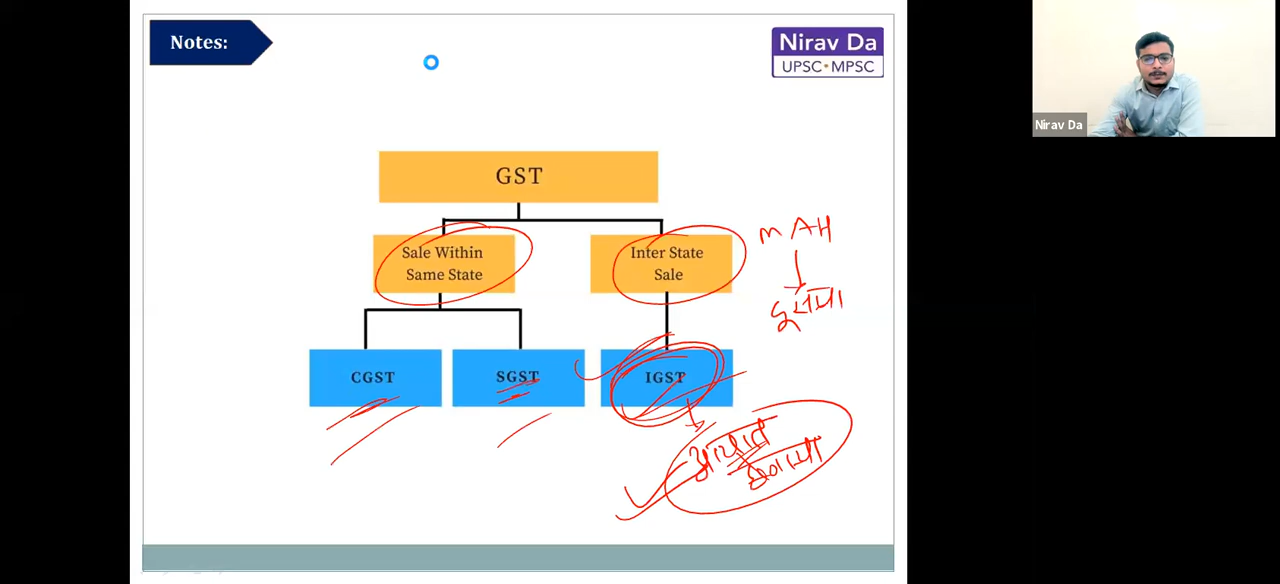 Notes:
Nirav Da
UPSC • MPSC
Nirav Da
GST
MAH
Sale Within
Same State
Inter State
Sale
CGST
SGST
IGST
आयात